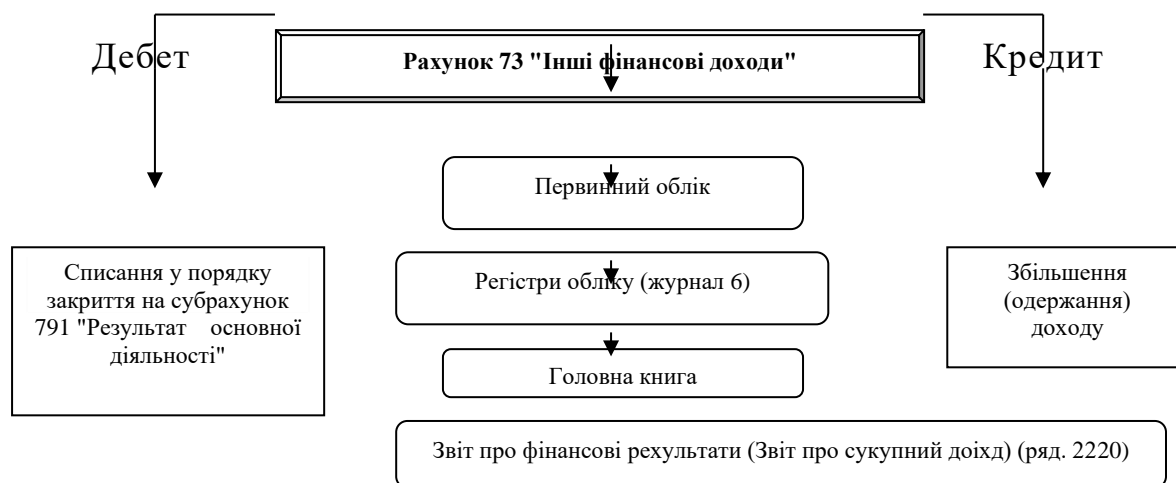 Дебет
Рахунок 73 "Інші фінансові доходи"
Кредит
Первинний облік
Списання у порядку
закриття на субрахунок
791 "Результат основної
діяльності"
Регістри обліку (журнал 6)
Збільшення
(одержання)
доходу
Головна книга
Звіт про фінансові рехультати (Звіт про сукупний доіхд) (ряд. 2220)